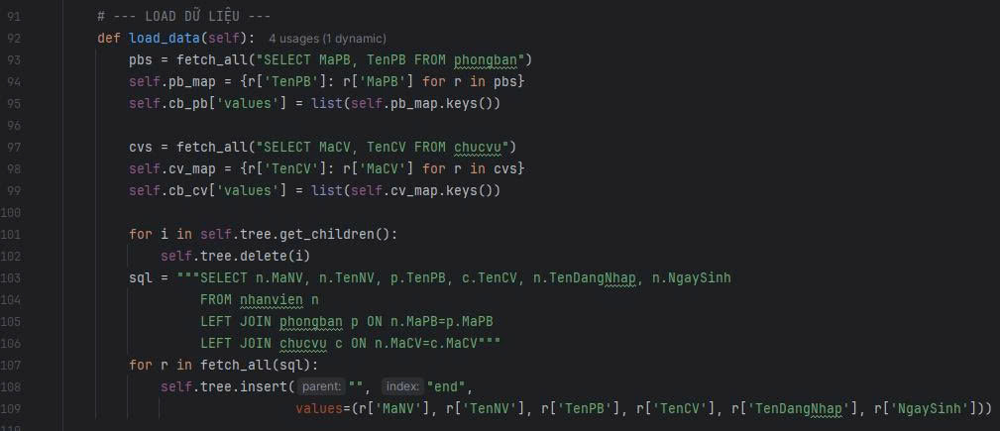 91 # --- LOAD DỮ LIỆU ---
92 def load_data(self): 4 usages (1 dynamic)
93 pbs = fetch_all("SELECT MaPB, TenPB FROM phongban")
94 self.pb_map = {r['TenPB']: r['MaPB'] for r in pbs}
95 self.cb_pb['values'] = list(self.pb_map.keys())
96
97 cvs = fetch_all("SELECT MaCV, TenCV FROM chucvu")
98 self.cv_map = {r['TenCV']: r['MaCV'] for r in cvs}
99 self.cb_cv['values'] = list(self.cv_map.keys())
100
101 for i in self.tree.get_children():
102 self.tree.delete(i)
103 sql = """SELECT n.MaNV, n.TenNV, p.TenPB, c.TenCV, n.TenDangNhap, n.NgaySinh
104 FROM nhanvien n
105 LEFT JOIN phongban p ON n.MaPB=p.MaPB
106 LEFT JOIN chucvu c ON n.MaCV=c.MaCV"""
107 for r in fetch_all(sql):
108 self.tree.insert( parent: "", index: "end",
109 values=(r['MaNV'], r['TenNV'], r['TenPB'], r['TenCV'], r['TenDangNhap'], r['NgaySinh']))
110